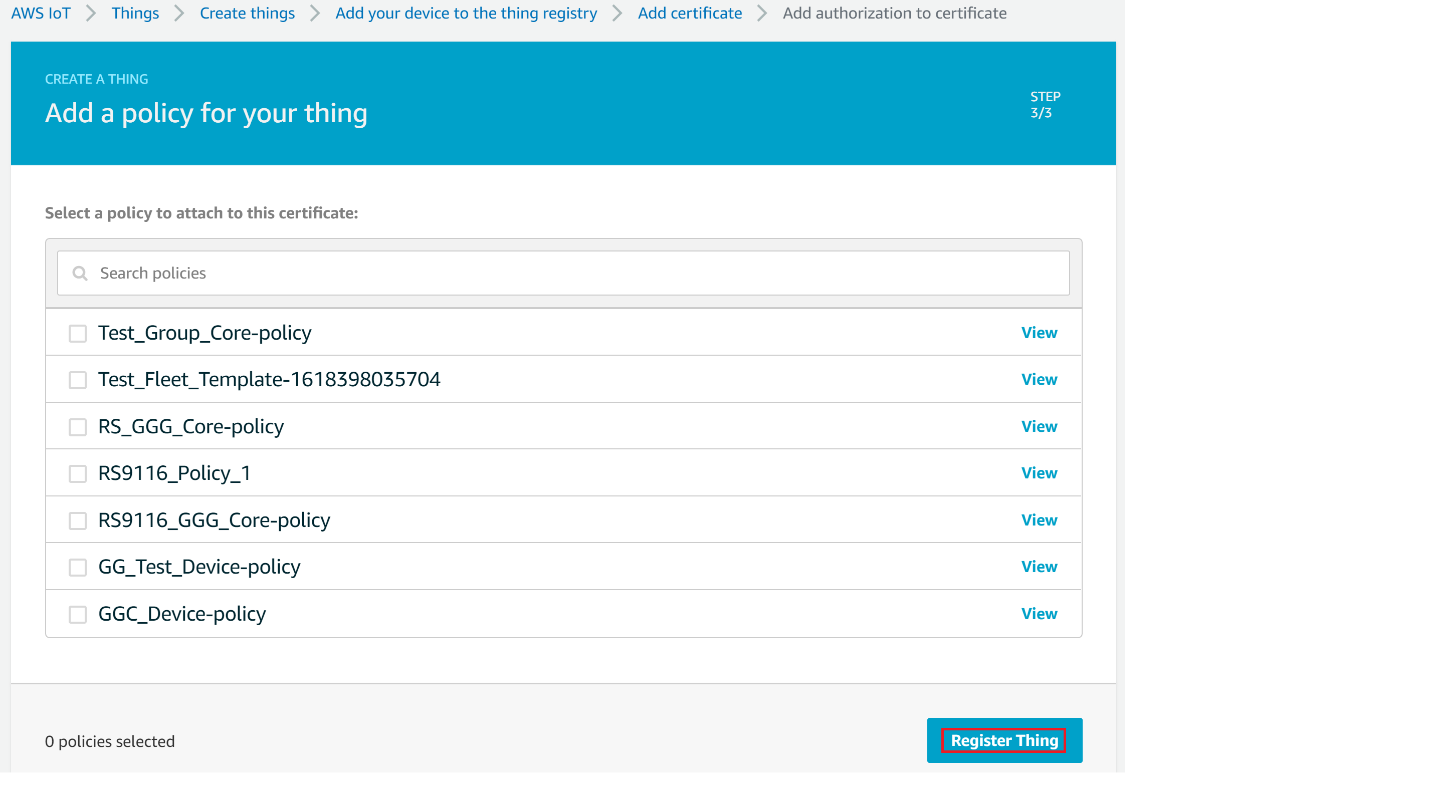 AWS IoT Things Create things Add your device to the thing registry Add certificate Add authorization to certificate
CREATE A THING
Add a policy for your thing
STEP
3/3
Select a policy to attach to this certificate:
Search policies
Test_Group_Core-policy View
Test_Fleet_Template-1618398035704 View
RS_GGG_Core-policy View
RS9116_Policy_1 View
RS9116_GGG_Core-policy View
GG_Test_Device-policy View
GGC_Device-policy View
0 policies selected
Register Thing